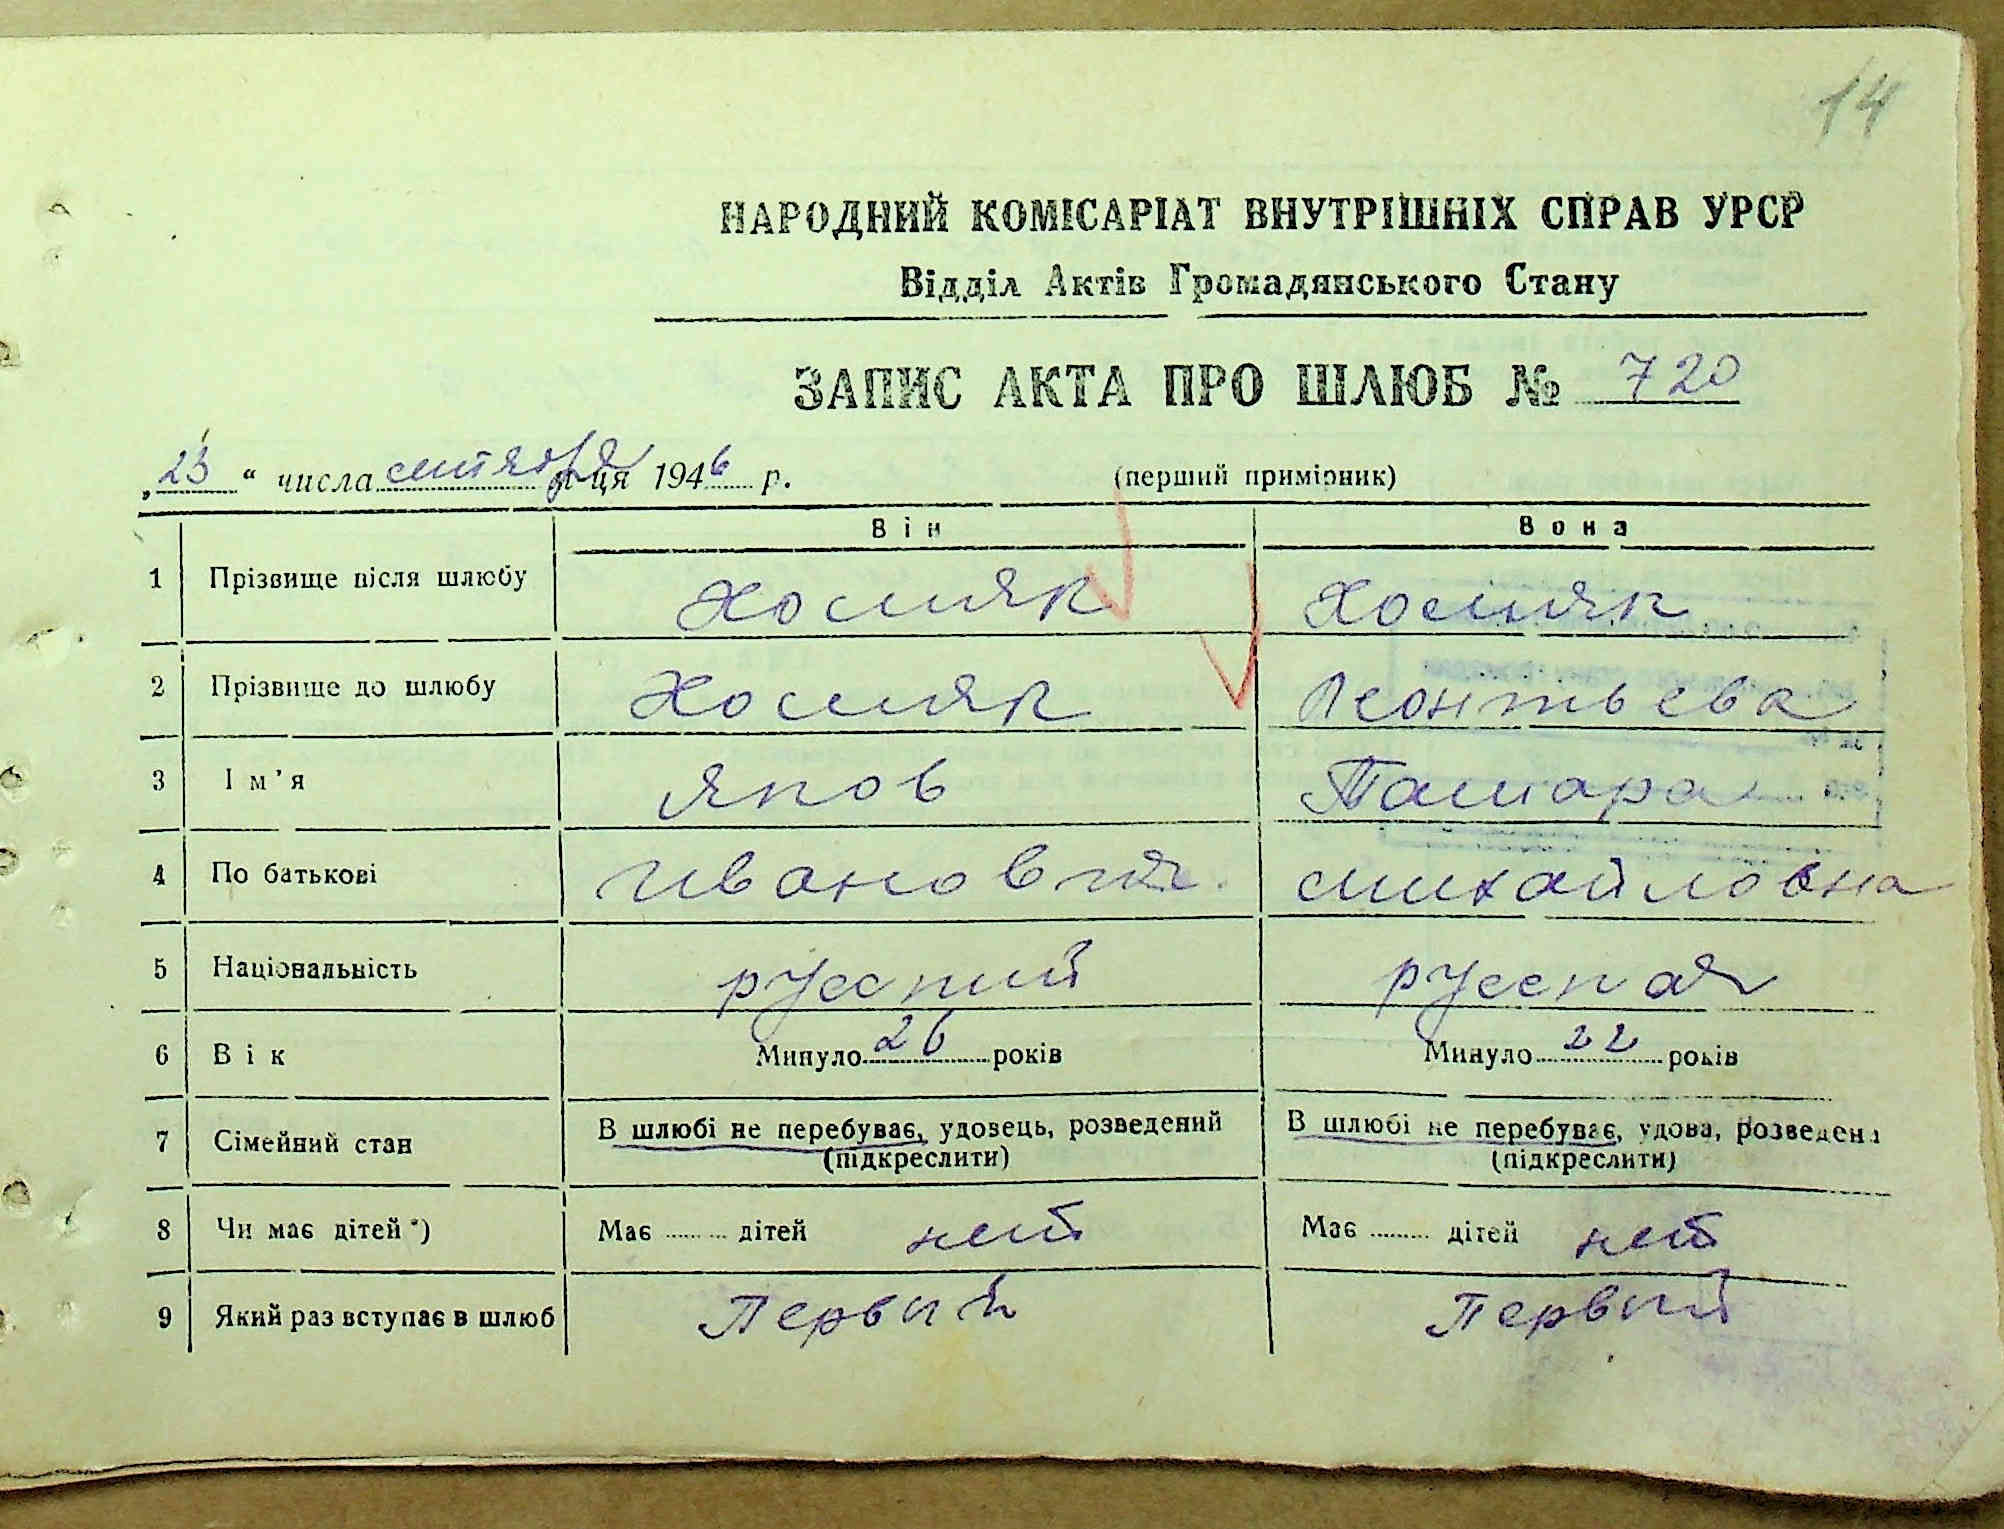 14
НАРОДНИЙ КОМІСАРІАТ ВНУТРІШНІХ СПРАВ УРСР
Відділ Актів Громадянського Стану
ЗАПИС АКТА ПРО ШЛЮБ № 720
„23“ числа сентября м-ця 1946 р. (перший примірник)
Він Вона
1 Прізвище після шлюбу Хомяк Хомяк
2 Прізвище до шлюбу Хомяк Леонтьева
3 Ім’я Яков Тамара
4 По батькові Иванович Михайловна
5 Національність русский русская
6 Вік Минуло 26 років Минуло 22 років
7 Сімейний стан В шлюбі не перебуває, удовець, розведений (підкреслити) В шлюбі не перебуває, удова, розведена (підкреслити)
8 Чи має дітей*) Має ........ дітей нет Має ........ дітей нет
9 Який раз вступає в шлюб Первый Первый